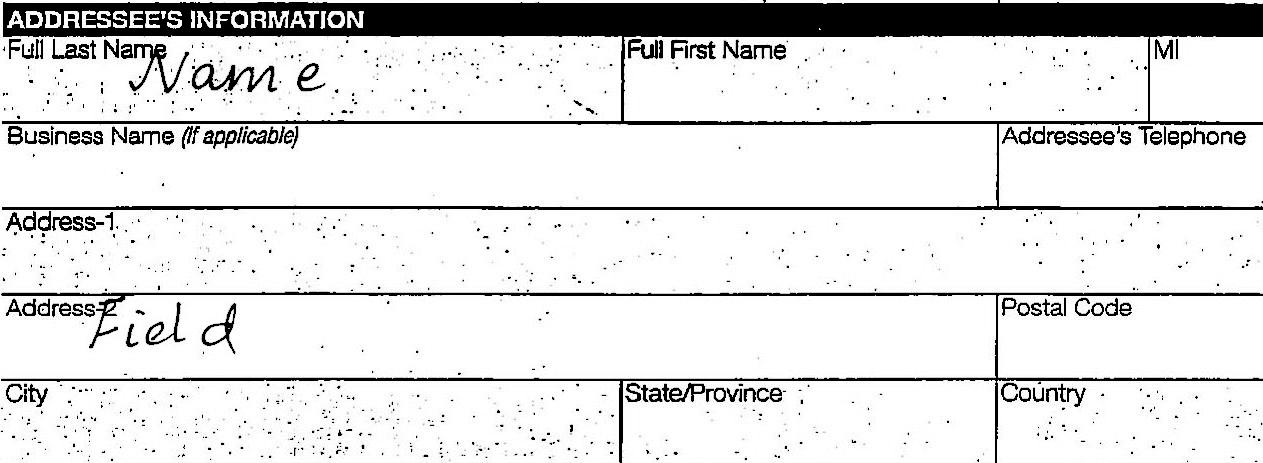 ADDRESSEE'S INFORMATION
Full Last Name Full First Name MI
Name
Business Name (If applicable) Addressee's Telephone
Address-1
Address-2 Postal Code
Field
City State/Province Country